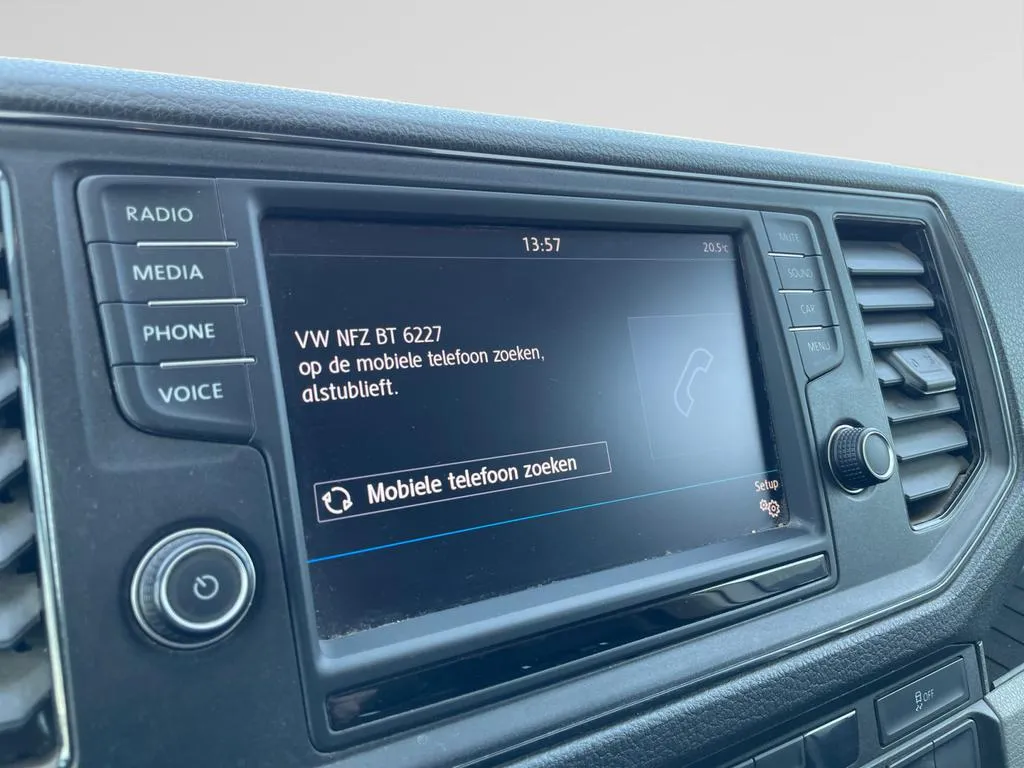 13:57
20.5°C
RADIO
MEDIA
PHONE
VOICE
VW NFZ BT 6227
op de mobiele telefoon zoeken,
alstublieft.
Mobiele telefoon zoeken
Setup
MUTE
SOUND
CAR
MENU
OFF